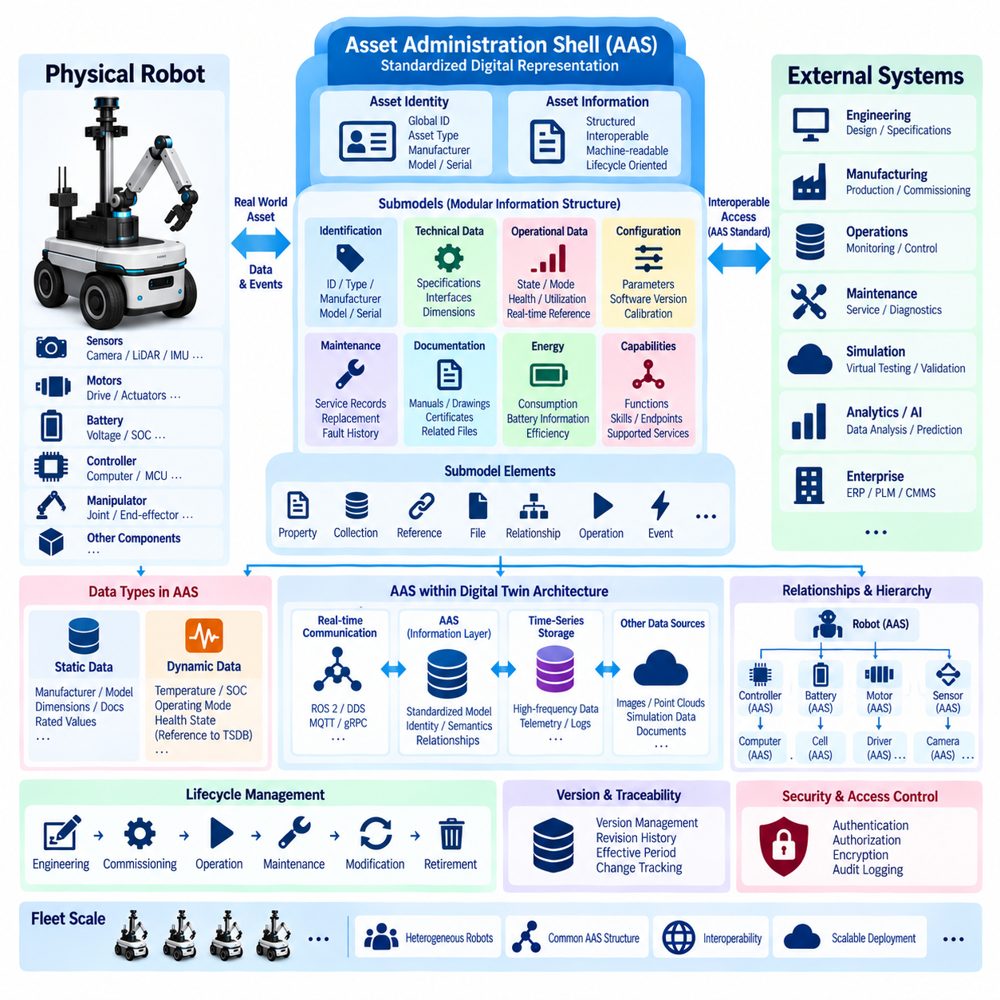 Asset Administration Shell (AAS)
Standardized Digital Representation
Physical Robot
Sensors
Camera / LiDAR / IMU ...
Motors
Drive / Actuators ...
Battery
Voltage / SOC ...
Controller
Computer / MCU ...
Manipulator
Joint / End-effector ...
Other Components
...
Real World
Asset
Data
& Events
Asset Identity
Global ID
Asset Type
Manufacturer
Model / Serial
Asset Information
Structured
Interoperable
Machine-readable
Lifecycle Oriented
Submodels (Modular Information Structure)
Identification
ID / Type /
Manufacturer
Model / Serial
Technical Data
Specifications
Interfaces
Dimensions
Operational Data
State / Mode
Health / Utilization
Real-time Reference
Configuration
Parameters
Software Version
Calibration
Maintenance
Service Records
Replacement
Fault History
Documentation
Manuals / Drawings
Certificates
Related Files
Energy
Consumption
Battery Information
Efficiency
Capabilities
Functions
Skills / Endpoints
Supported Services
Submodel Elements
Property
Collection
Reference
File
Relationship
Operation
Event
...
Interoperable
Access
(AAS Standard)
External Systems
Engineering
Design / Specifications
Manufacturing
Production / Commissioning
Operations
Monitoring / Control
Maintenance
Service / Diagnostics
Simulation
Virtual Testing / Validation
Analytics / AI
Data Analysis / Prediction
Enterprise
ERP / PLM / CMMS
...
Data Types in AAS
Static Data
Manufacturer / Model
Dimensions / Docs
Rated Values
...
Dynamic Data
Temperature / SOC
Operating Mode
Health State
(Reference to TSDB)
...
AAS within Digital Twin Architecture
Real-time
Communication
ROS 2 / DDS
MQTT / gRPC
...
AAS
(Information Layer)
Standardized Model
Identity / Semantics
Relationships
Time-Series
Storage
High-frequency Data
Telemetry / Logs
...
Other Data Sources
Images / Point Clouds
Simulation Data
Documents
...
Relationships & Hierarchy
Robot (AAS)
Controller
(AAS)
Battery
(AAS)
Motor
(AAS)
Sensor
(AAS)
Computer
(AAS)
Cell
(AAS)
Driver
(AAS) ...
Camera
(AAS) ...
Lifecycle Management
Engineering
Commissioning
Operation
Maintenance
Modification
Retirement
Version & Traceability
Version Management
Revision History
Effective Period
Change Tracking
Security & Access Control
Authentication
Authorization
Encryption
Audit Logging
Fleet Scale
...
Heterogeneous Robots
Common AAS Structure
Interoperability
Scalable Deployment
...